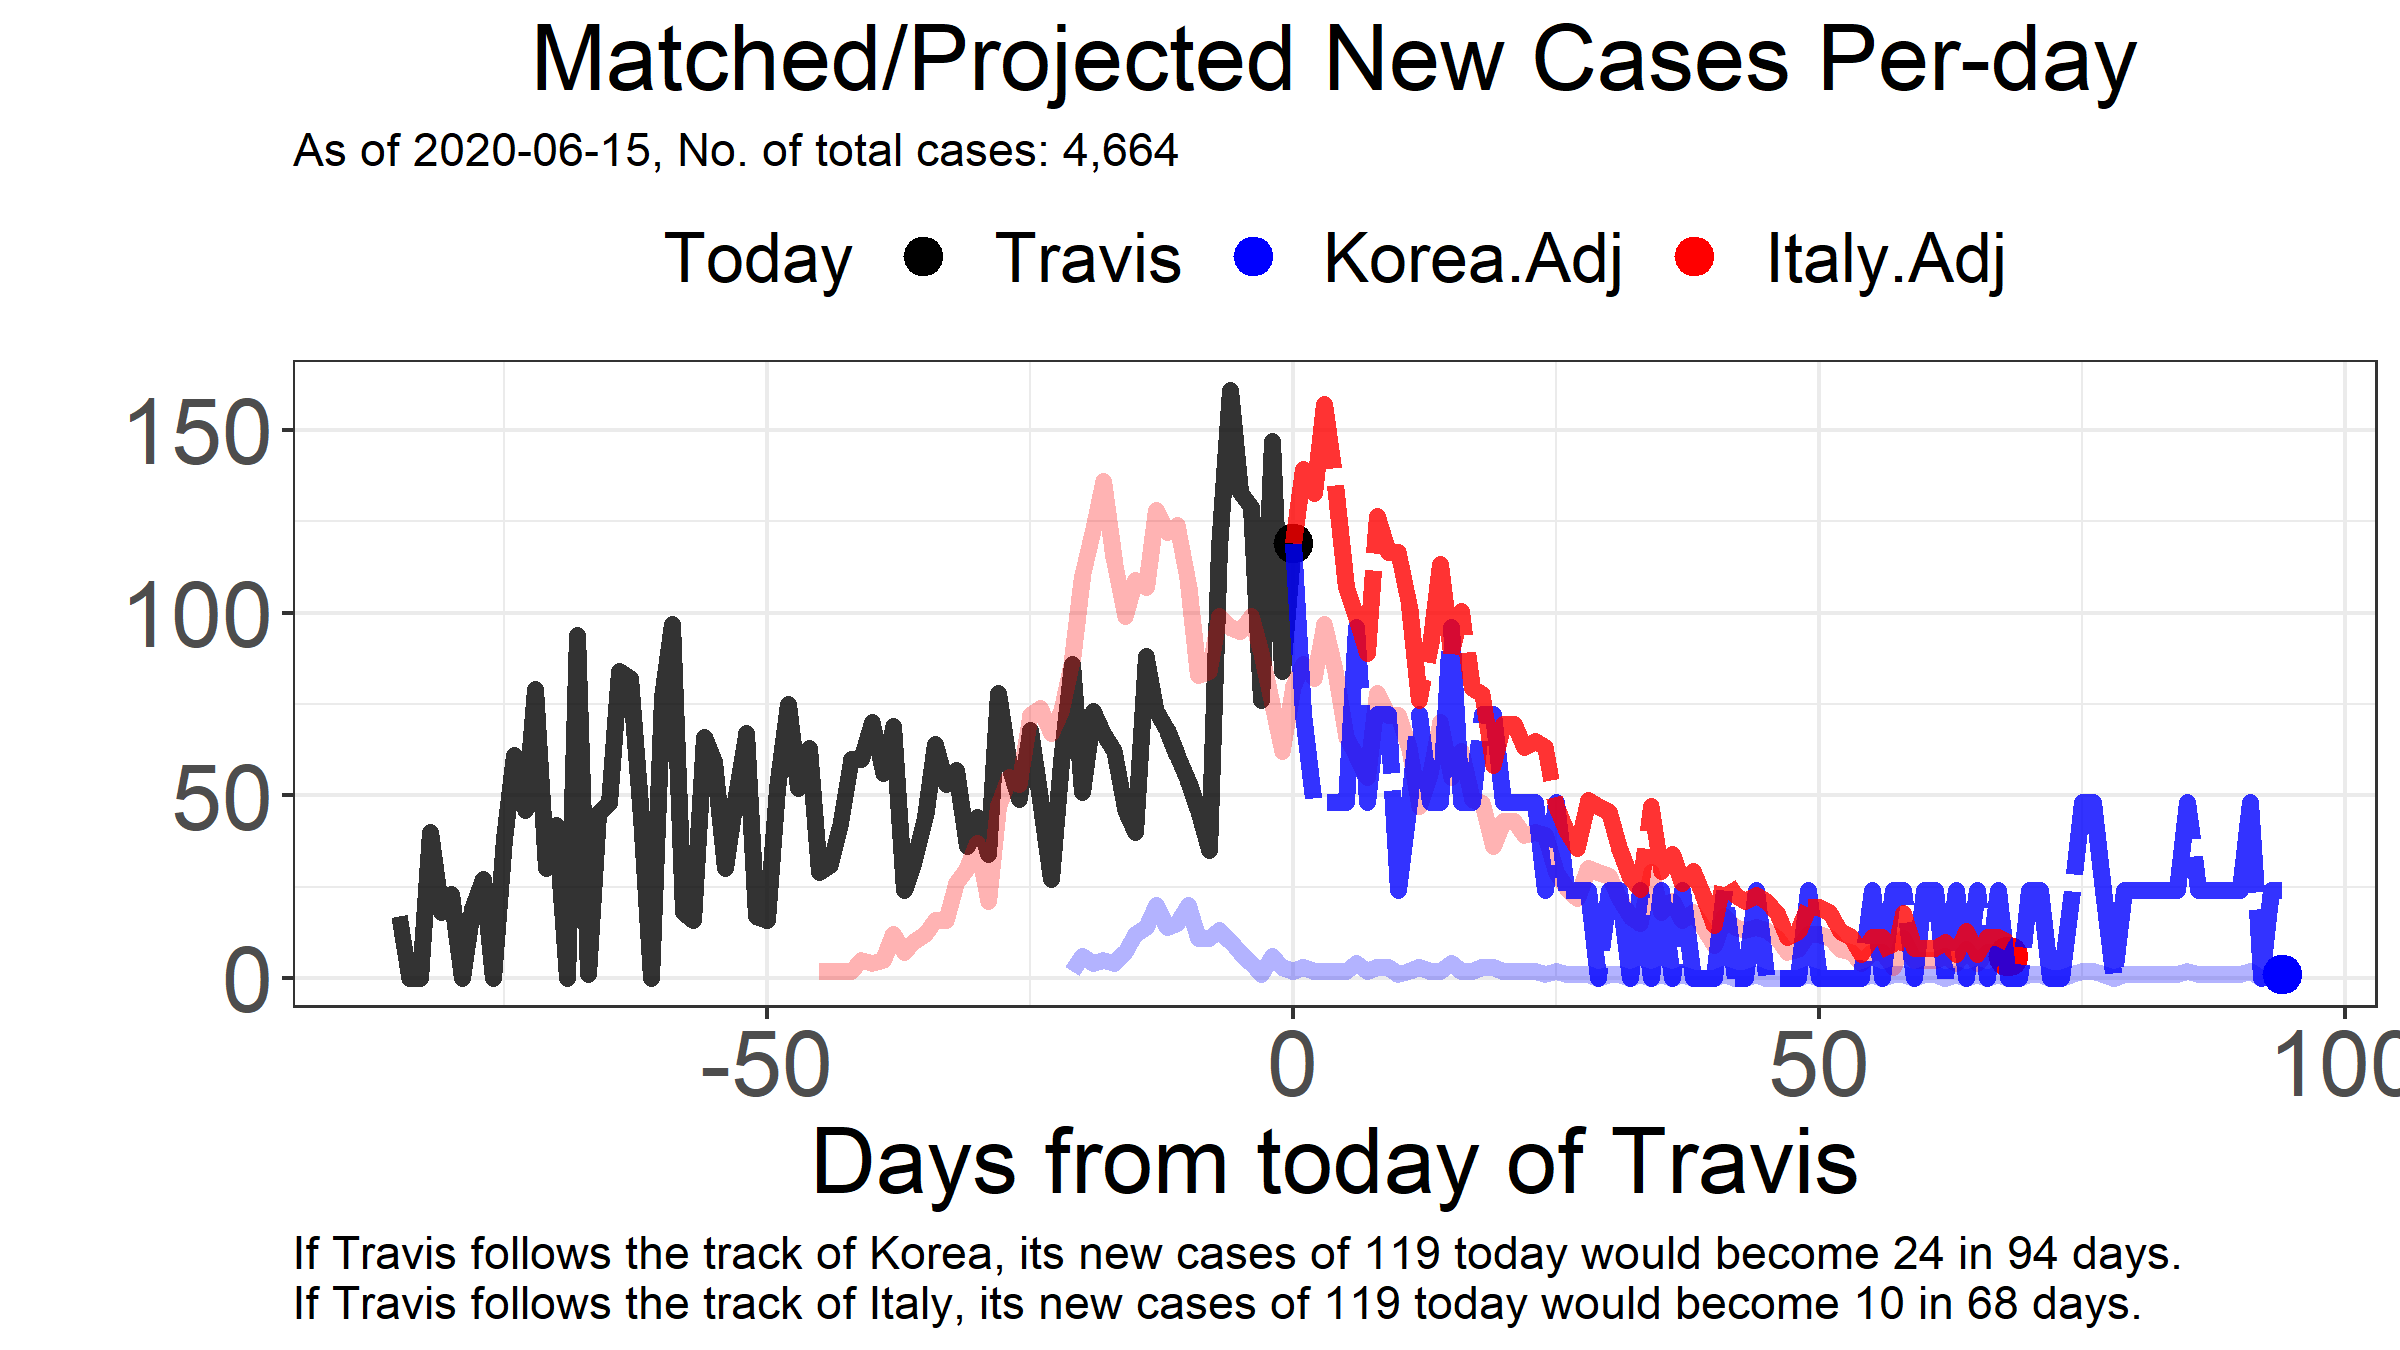 Matched/Projected New Cases Per-day
As of 2020-06-15, No. of total cases: 4,664
Today Travis Korea.Adj Italy.Adj
150
100
50
0
-50 0 50 100
Days from today of Travis
If Travis follows the track of Korea, its new cases of 119 today would become 24 in 94 days.
If Travis follows the track of Italy, its new cases of 119 today would become 10 in 68 days.